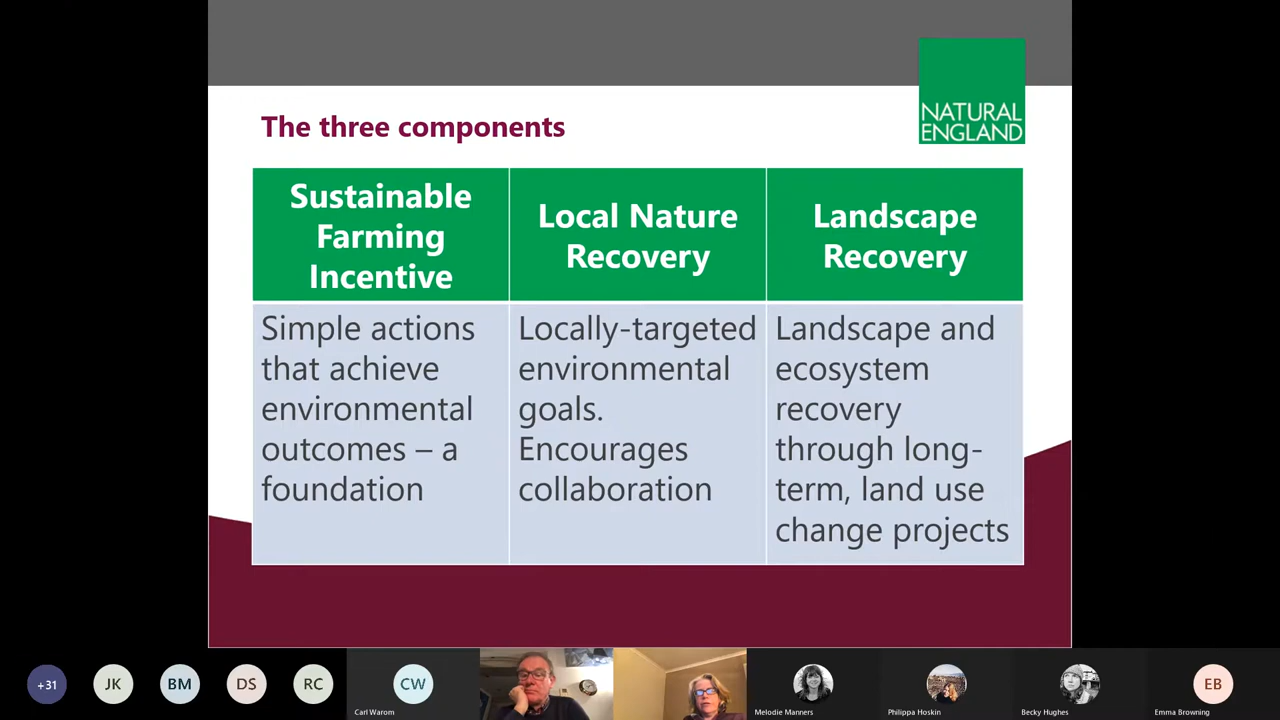 NATURAL
ENGLAND
The three components
Sustainable
Farming
Incentive
Local Nature
Recovery
Landscape
Recovery
Simple actions
that achieve
environmental
outcomes – a
foundation
Locally-targeted
environmental
goals.
Encourages
collaboration
Landscape and
ecosystem
recovery
through long-
term, land use
change projects
+31
JK
BM
DS
RC
CW
Carl Warom
Melodie Manners
Philippa Hoskin
Becky Hughes
EB
Emma Browning